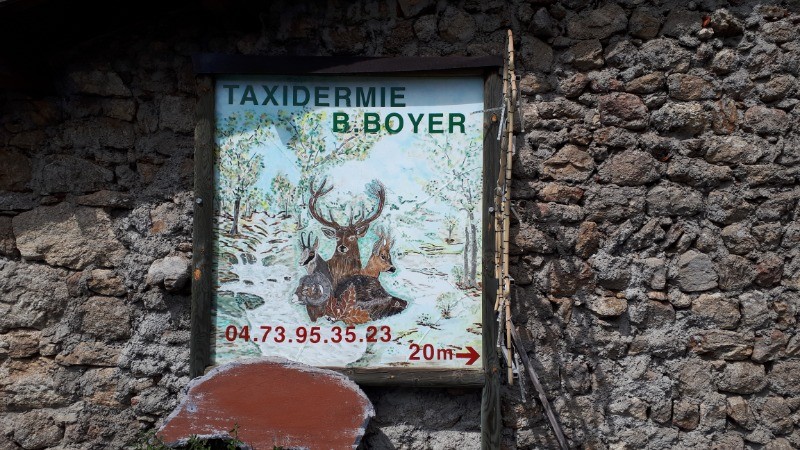 TAXIDERMIE
B.BOYER
04.73.95.35.23
20m→